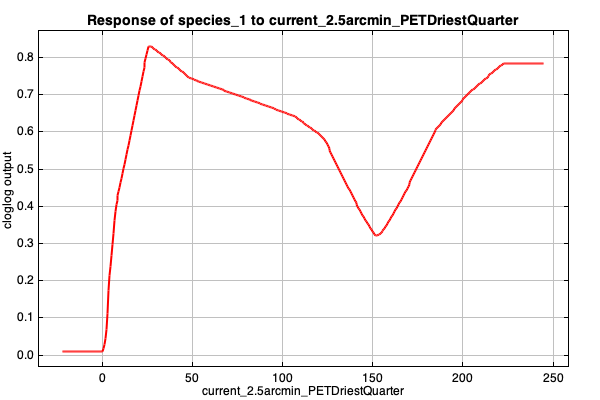 Response of species_1 to current_2.5arcmin_PETDriestQuarter
cloglog output
0.8
0.7
0.6
0.5
0.4
0.3
0.2
0.1
0.0
0 50 100 150 200 250
current_2.5arcmin_PETDriestQuarter